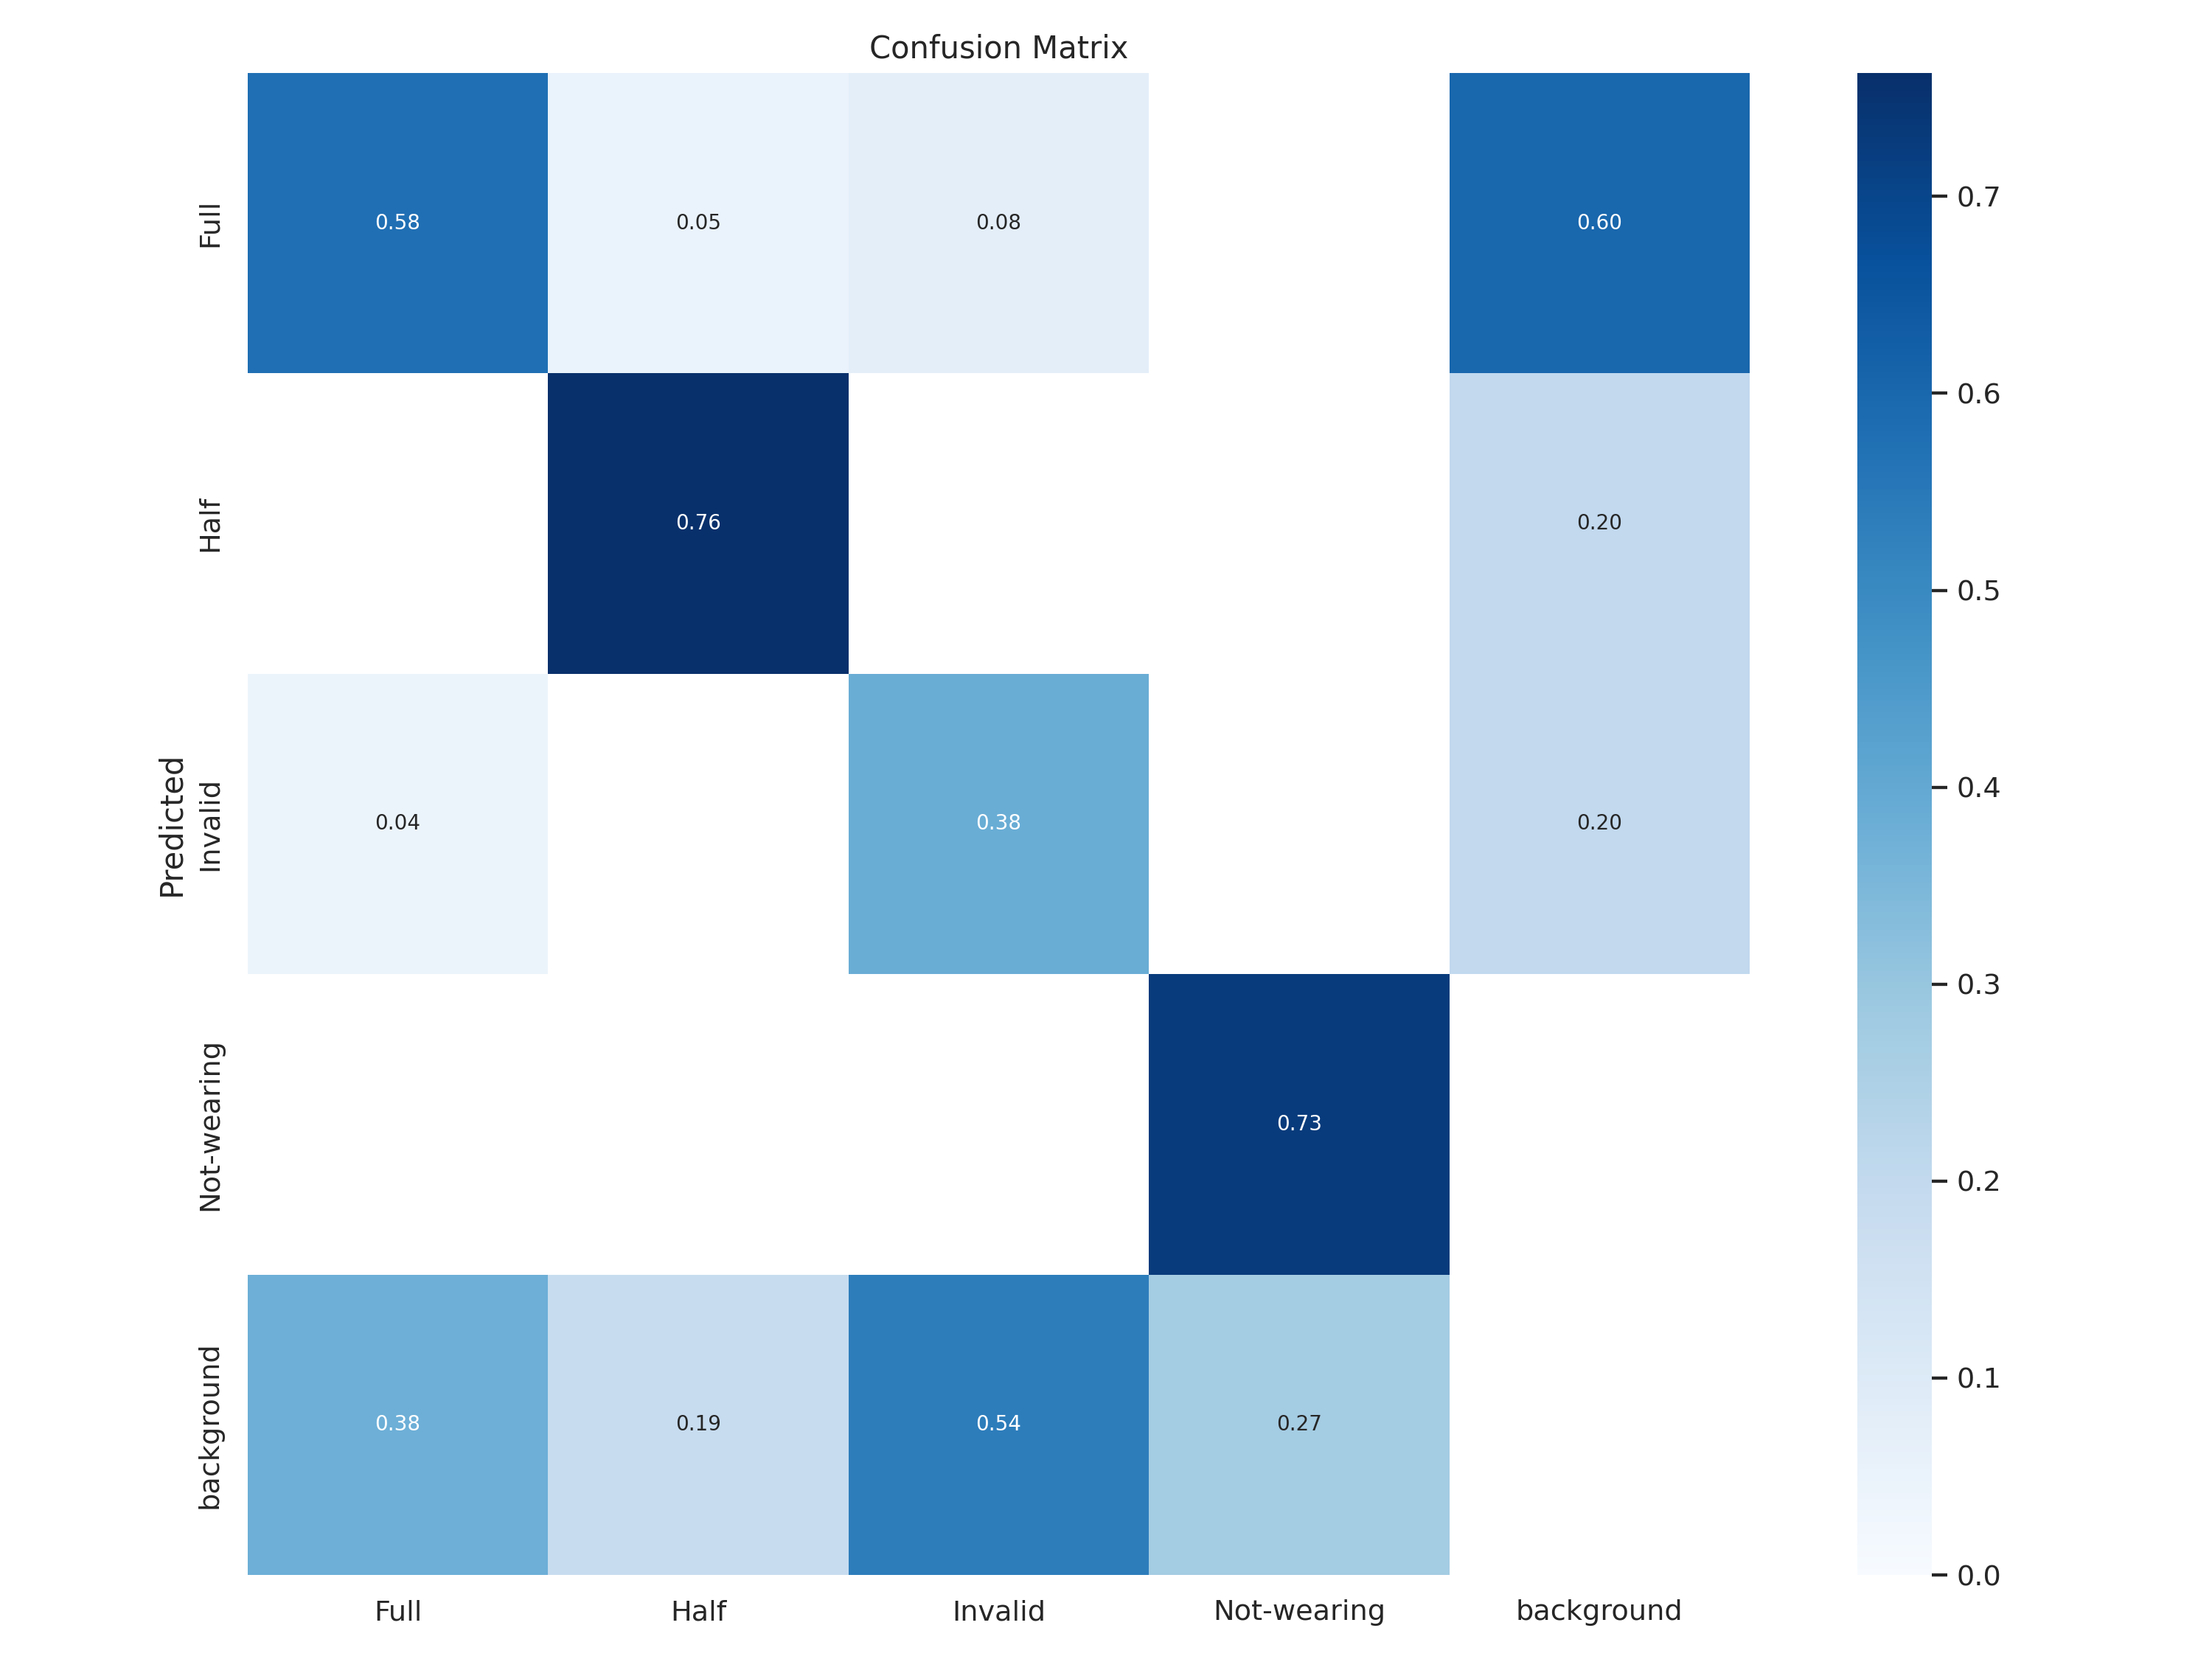 Confusion Matrix
Full
0.58
0.05
0.08
0.60
0.7
0.6
Half
0.76
0.20
0.5
Predicted
Invalid
0.04
0.38
0.20
0.4
0.3
Not-wearing
0.73
0.2
background
0.38
0.19
0.54
0.27
0.1
0.0
Full
Half
Invalid
Not-wearing
background